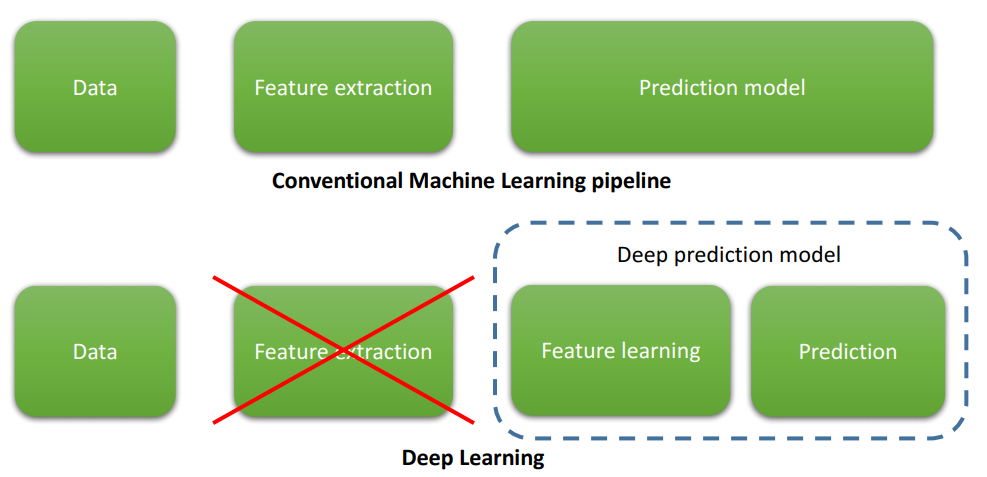 Data
Feature extraction
Prediction model
Conventional Machine Learning pipeline
Deep prediction model
Data
Feature extraction
Feature learning
Prediction
Deep Learning